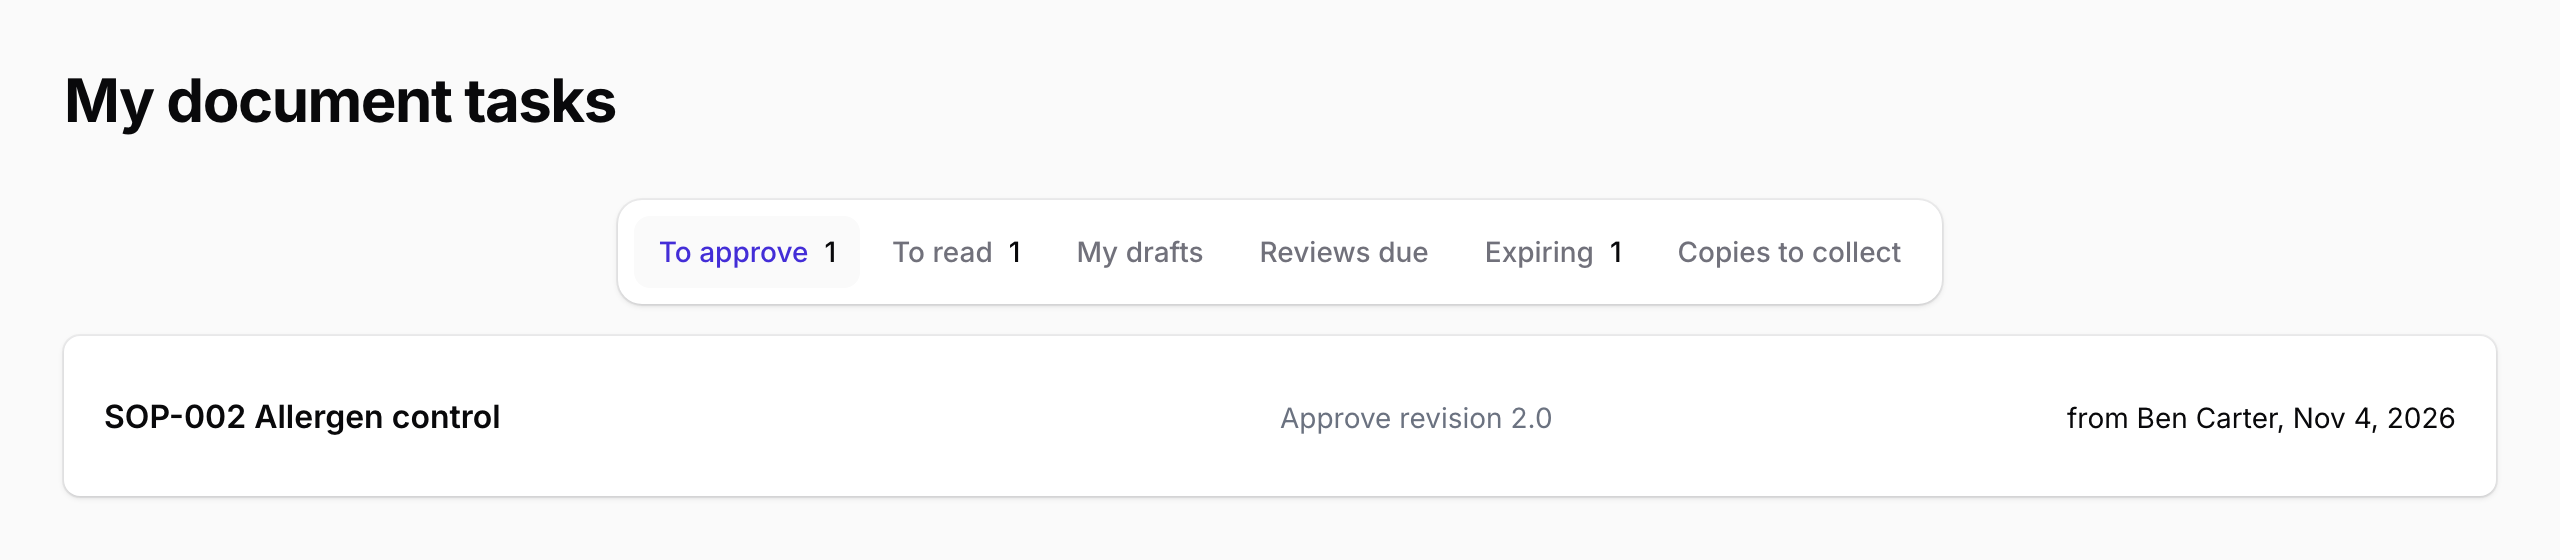 My document tasks
To approve 1 To read 1 My drafts Reviews due Expiring 1 Copies to collect
SOP-002 Allergen control Approve revision 2.0 from Ben Carter, Nov 4, 2026